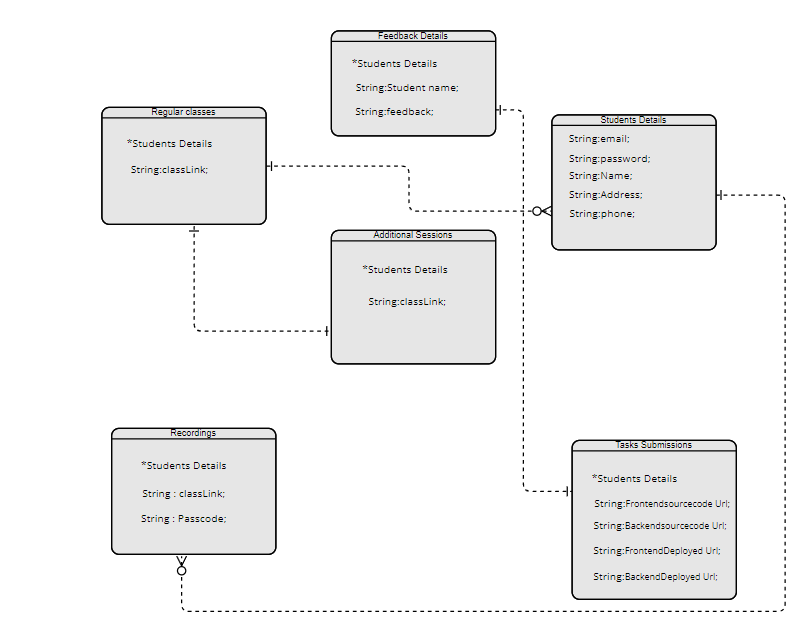 Feedback Details
*Students Details
String:Student name;
String:feedback;
Regular classes
*Students Details
String:classLink;
Students Details
String:email;
String:password;
String:Name;
String:Address;
String:phone;
Additional Sessions
*Students Details
String:classLink;
Recordings
*Students Details
String : classLink;
String : Passcode;
Tasks Submissions
*Students Details
String:Frontendsourcecode Url;
String:Backendsourcecode Url;
String:FrontendDeployed Url;
String:BackendDeployed Url;